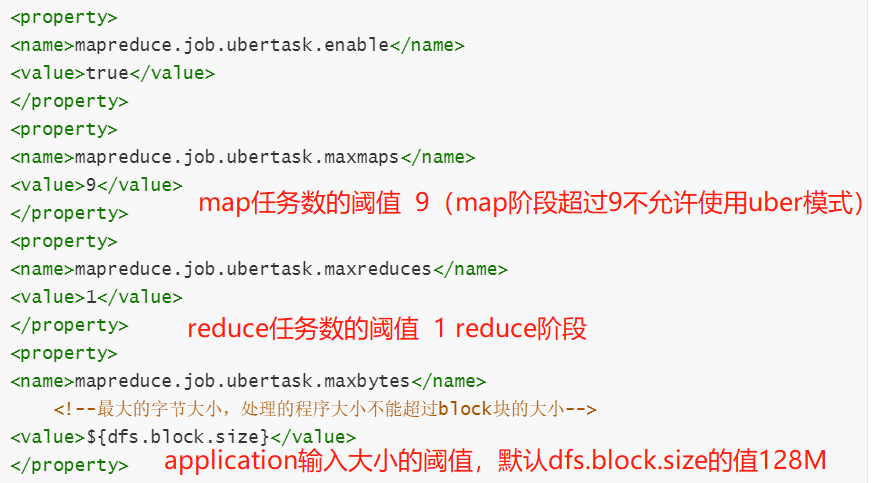 <property>
<name>mapreduce.job.ubertask.enable</name>
<value>true</value>
</property>
<property>
<name>mapreduce.job.ubertask.maxmaps</name>
<value>9</value>
map任务数的阈值 9（map阶段超过9不允许使用uber模式）
</property>
<property>
<name>mapreduce.job.ubertask.maxreduces</name>
<value>1</value>
</property>
reduce任务数的阈值 1 reduce阶段
<property>
<name>mapreduce.job.ubertask.maxbytes</name>
<!--最大的字节大小，处理的程序大小不能超过block块的大小-->
<value>${dfs.block.size}</value>
</property>
application输入大小的阈值，默认dfs.block.size的值128M